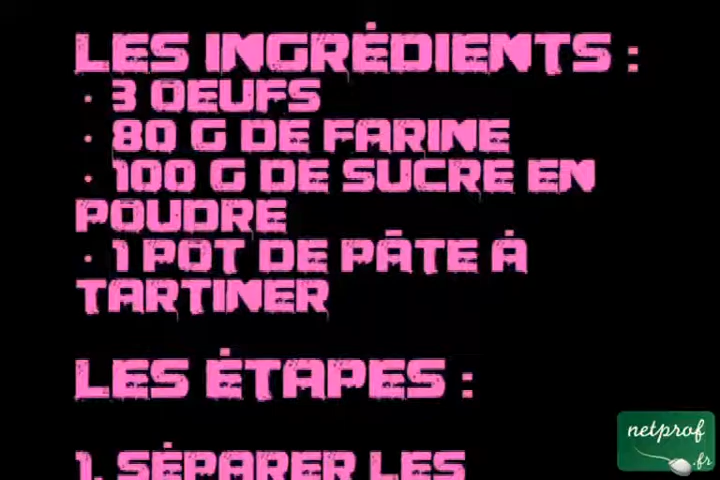 LES INGRÉDIENTS :
· 3 OEUFS
· 80 G DE FARINE
· 100 G DE SUCRE EN
POUDRE
· 1 POT DE PÂTE À
TARTINER
LES ÉTAPES :
1. SÉPARER LES
netprof
.fr